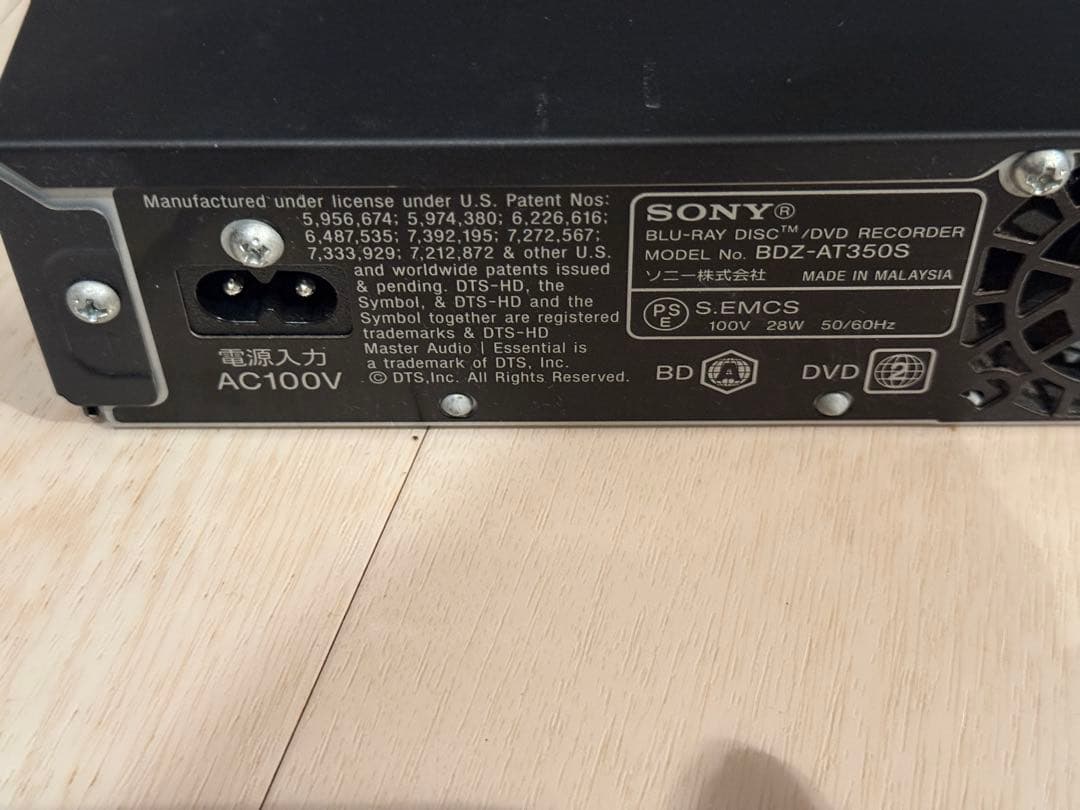 Manufactured under license under U.S. Patent Nos:
5,956,674; 5,974,380; 6,226,616;
6,487,535; 7,392,195; 7,272,567;
7,333,929; 7,212,872 & other U.S.
and worldwide patents issued
& pending. DTS-HD, the
Symbol, & DTS-HD and the
Symbol together are registered
trademarks & DTS-HD
Master Audio | Essential is
a trademark of DTS, Inc.
© DTS,Inc. All Rights Reserved.
電源入力
AC100V
SONY®
BLU-RAY DISC™/DVD RECORDER
MODEL No. BDZ-AT350S
ソニー株式会社 MADE IN MALAYSIA
PS
E
S.EMCS
100V 28W 50/60Hz
BD A DVD 2